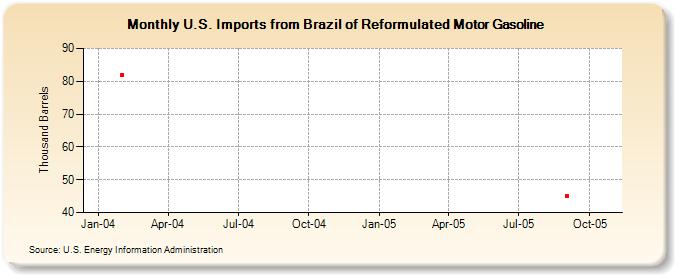 Monthly U.S. Imports from Brazil of Reformulated Motor Gasoline
Thousand Barrels
90
80
70
60
50
40
Jan-04 Apr-04 Jul-04 Oct-04 Jan-05 Apr-05 Jul-05 Oct-05
Source: U.S. Energy Information Administration